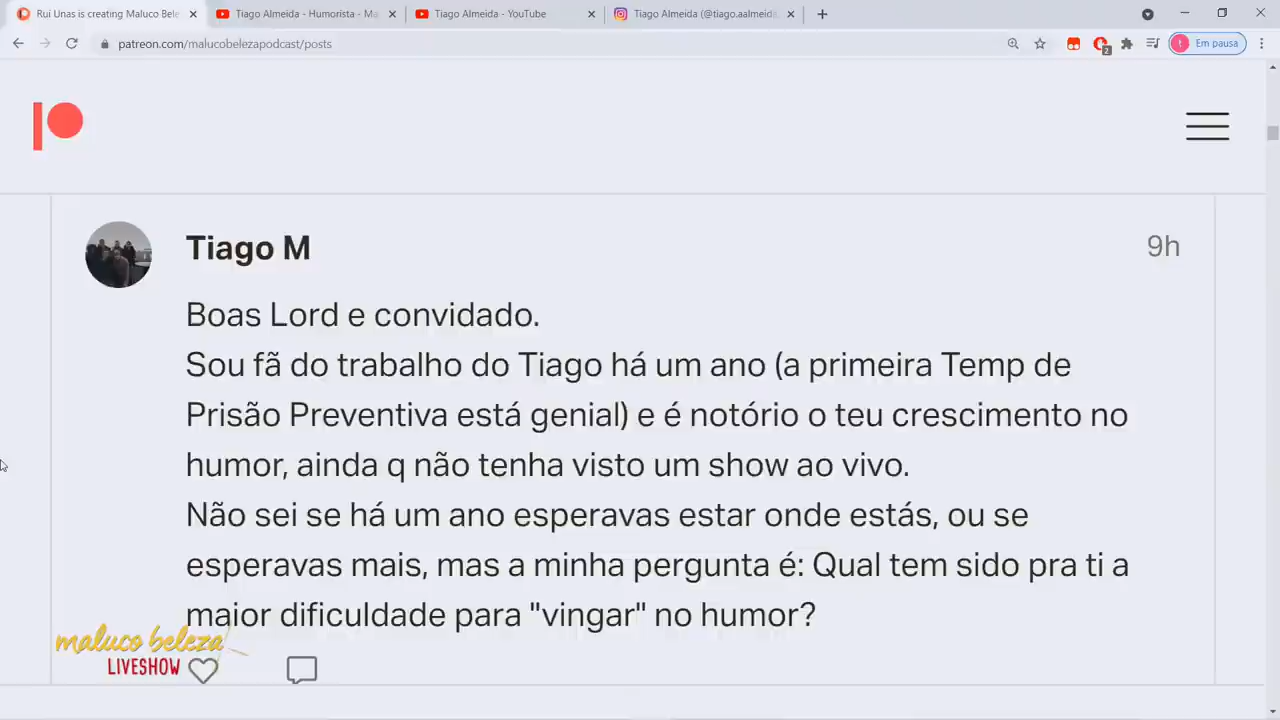 Rui Unas is creating Maluco Bele
Tiago Almeida - Humorista - Ma
Tiago Almeida - YouTube
Tiago Almeida (@tiago.aalmeida
patreon.com/malucobelezapodcast/posts
2
t
Em pausa
Tiago M
9h
Boas Lord e convidado.
Sou fã do trabalho do Tiago há um ano (a primeira Temp de
Prisão Preventiva está genial) e é notório o teu crescimento no
humor, ainda q não tenha visto um show ao vivo.
Não sei se há um ano esperavas estar onde estás, ou se
esperavas mais, mas a minha pergunta é: Qual tem sido pra ti a
maior dificuldade para "vingar" no humor?
maluco beleza
LIVESHOW